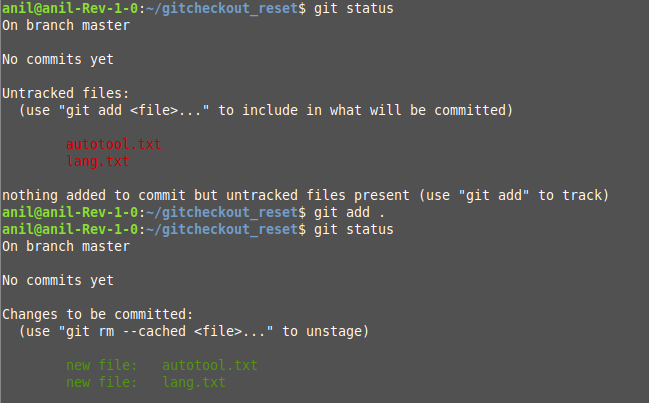 anil@anil-Rev-1-0:~/gitcheckout_reset$ git status
On branch master
No commits yet
Untracked files:
(use "git add <file>..." to include in what will be committed)
autotool.txt
lang.txt
nothing added to commit but untracked files present (use "git add" to track)
anil@anil-Rev-1-0:~/gitcheckout_reset$ git add .
anil@anil-Rev-1-0:~/gitcheckout_reset$ git status
On branch master
No commits yet
Changes to be committed:
(use "git rm --cached <file>..." to unstage)
new file:   autotool.txt
new file:   lang.txt